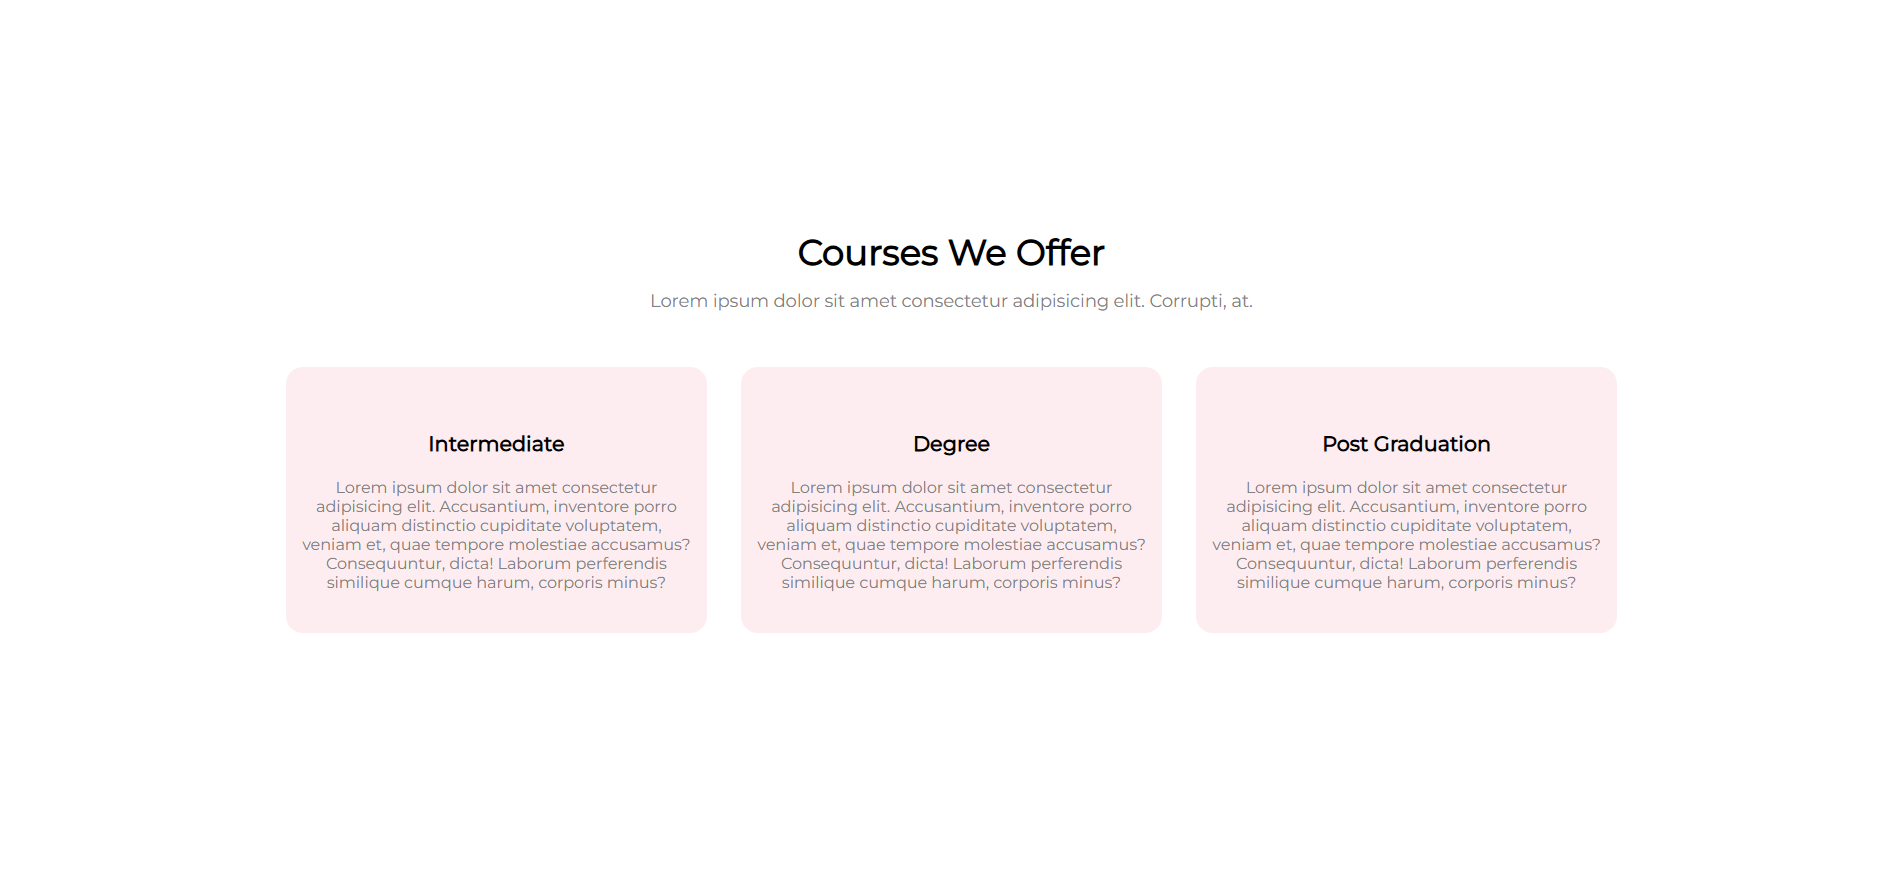 Courses We Offer
Lorem ipsum dolor sit amet consectetur adipisicing elit. Corrupti, at.
Intermediate
Lorem ipsum dolor sit amet consectetur
adipisicing elit. Accusantium, inventore porro
aliquam distinctio cupiditate voluptatem,
veniam et, quae tempore molestiae accusamus?
Consequuntur, dicta! Laborum perferendis
similique cumque harum, corporis minus?
Degree
Lorem ipsum dolor sit amet consectetur
adipisicing elit. Accusantium, inventore porro
aliquam distinctio cupiditate voluptatem,
veniam et, quae tempore molestiae accusamus?
Consequuntur, dicta! Laborum perferendis
similique cumque harum, corporis minus?
Post Graduation
Lorem ipsum dolor sit amet consectetur
adipisicing elit. Accusantium, inventore porro
aliquam distinctio cupiditate voluptatem,
veniam et, quae tempore molestiae accusamus?
Consequuntur, dicta! Laborum perferendis
similique cumque harum, corporis minus?